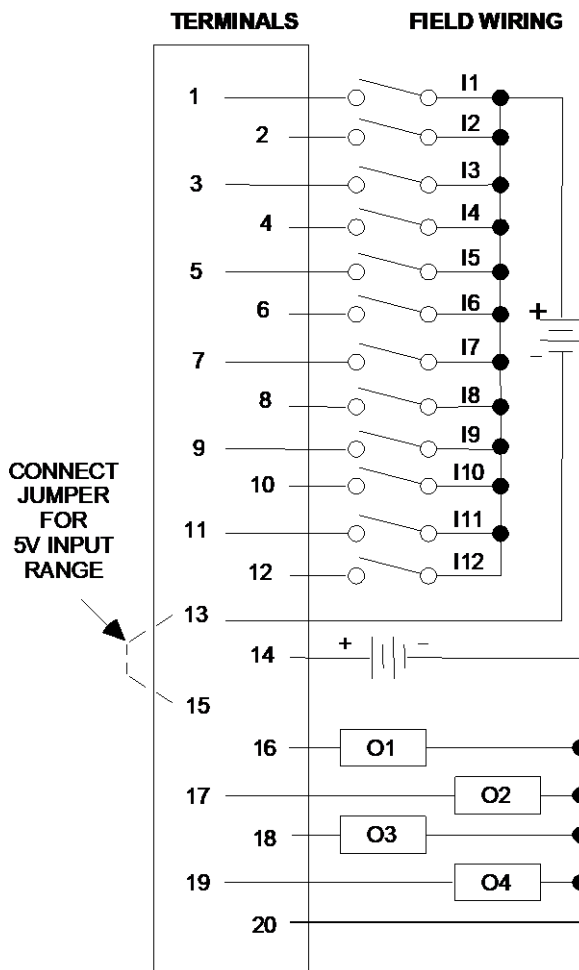 TERMINALS FIELD WIRING
1 I1
2 I2
3 I3
4 I4
5 I5
6 I6
+
7 I7
-
8 I8
9 I9
CONNECT
JUMPER
FOR
5V INPUT
RANGE
10 I10
11 I11
12 I12
13
14 + -
15
16 O1
17 O2
18 O3
19 O4
20